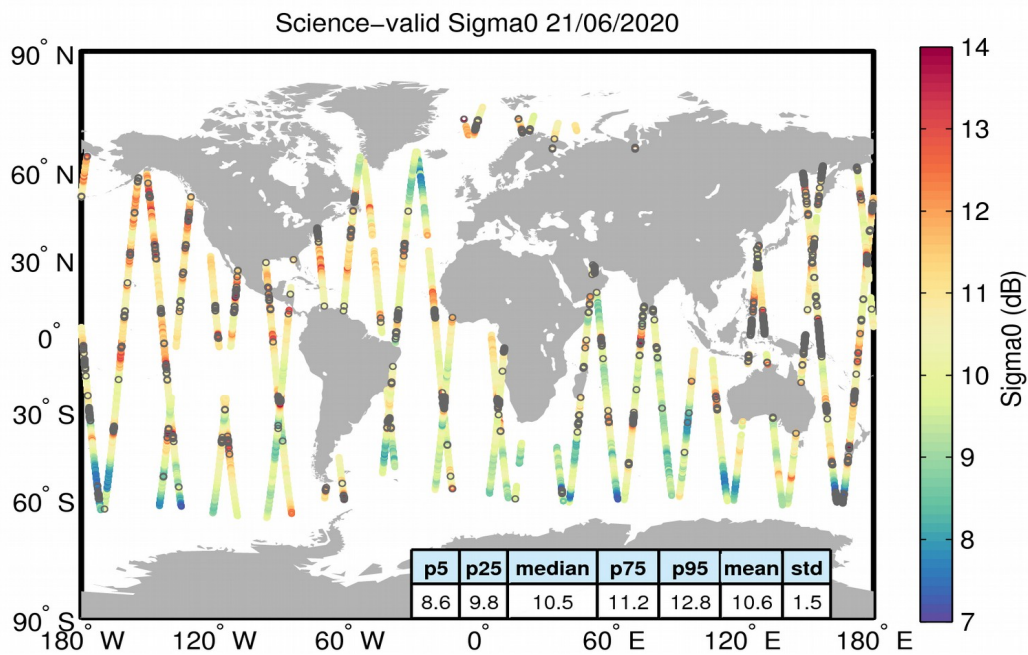 Science−valid Sigma0 21/06/2020
90° N
60° N
30° N
0°
30° S
60° S
90° S
180° W
120° W
60° W
0°
60° E
120° E
180° E
p5 p25 median p75 p95 mean std
8.6 9.8 10.5 11.2 12.8 10.6 1.5
14
13
12
11
10
9
8
7
Sigma0 (dB)